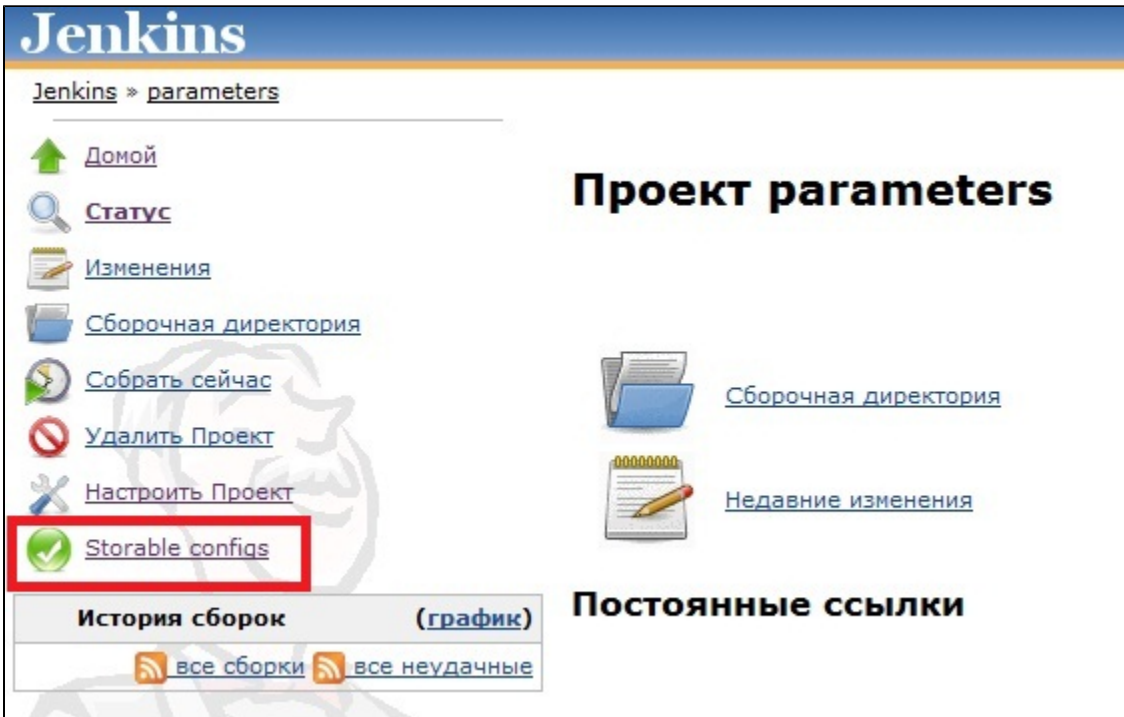 Jenkins
Jenkins » parameters
Домой
Статус
Изменения
Сборочная директория
Собрать сейчас
Удалить Проект
Настроить Проект
Storable configs
История сборок (график)
все сборки все неудачные
Проект parameters
Сборочная директория
Недавние изменения
Постоянные ссылки